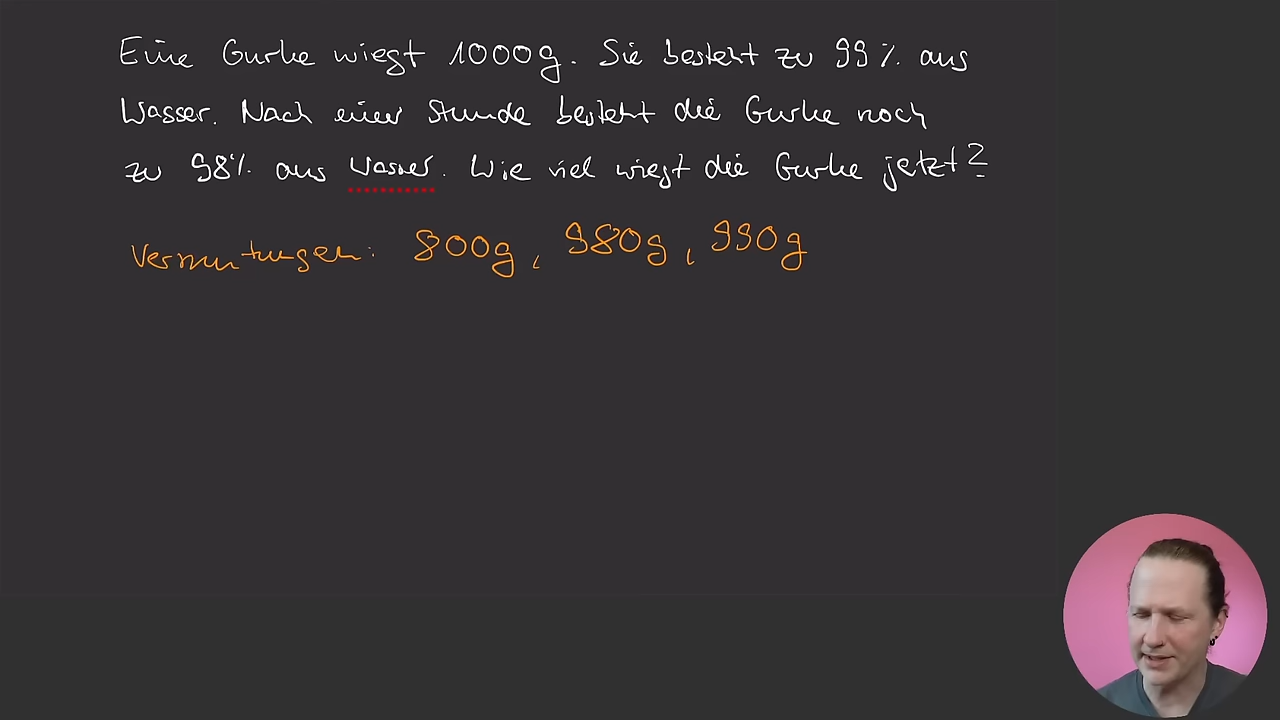 Eine Gurke wiegt 1000g. Sie besteht zu 99% aus
Wasser. Nach einer Stunde besteht die Gurke noch
zu 98% aus Wasser. Wie viel wiegt die Gurke jetzt?
Vermutungen: 800g, 980g, 990g